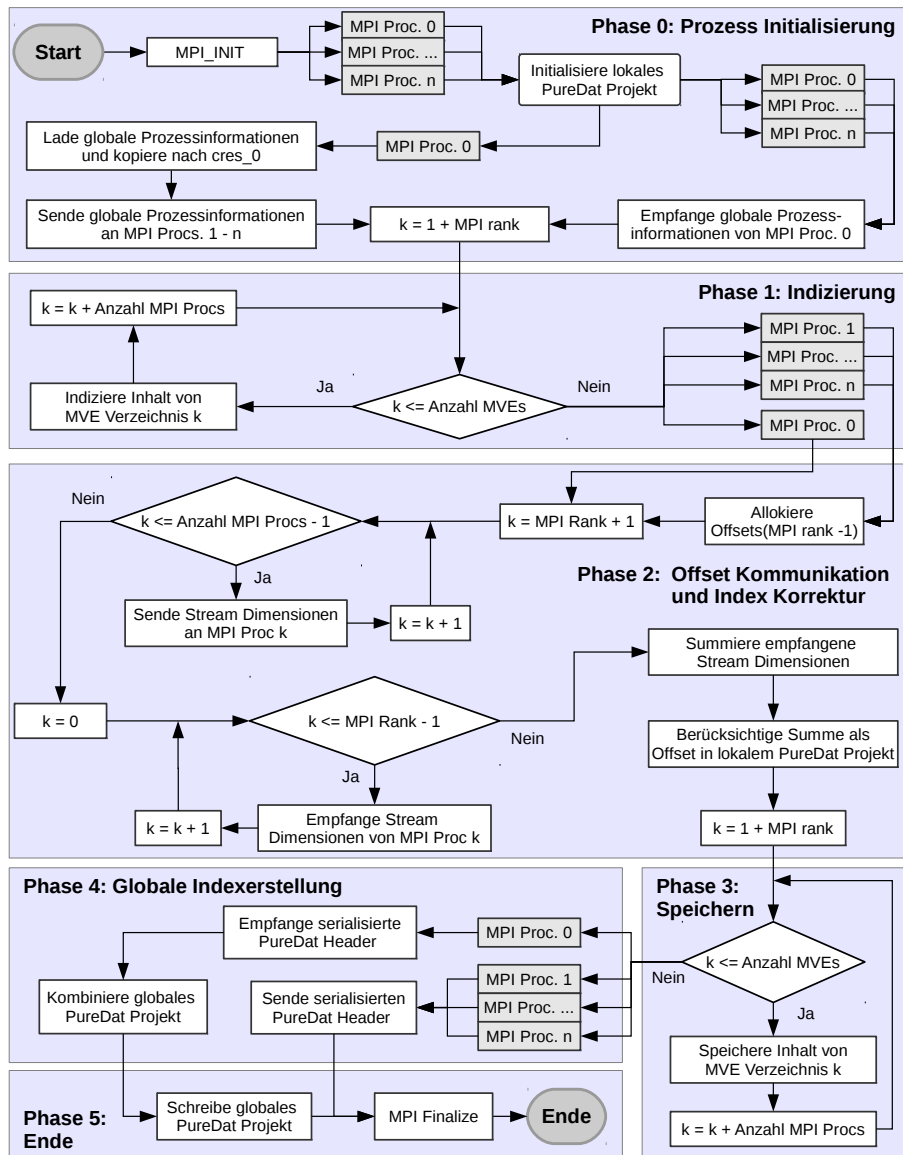 Phase 0: Prozess Initialisierung
Start
MPI_INIT
MPI Proc. 0
MPI Proc. ...
MPI Proc. n
Initialisiere lokales
PureDat Projekt
MPI Proc. 0
MPI Proc. ...
MPI Proc. n
Lade globale Prozessinformationen
und kopiere nach cres_0
MPI Proc. 0
Sende globale Prozessinformationen
an MPI Procs. 1 - n
k = 1 + MPI rank
Empfange globale Prozess-
informationen von MPI Proc. 0
Phase 1: Indizierung
k = k + Anzahl MPI Procs
MPI Proc. 1
MPI Proc. ...
MPI Proc. n
MPI Proc. 0
Indiziere Inhalt von
MVE Verzeichnis k
Ja
k <= Anzahl MVEs
Nein
Nein
k <= Anzahl MPI Procs - 1
k = MPI Rank + 1
Allokiere
Offsets(MPI rank -1)
Ja
Phase 2: Offset Kommunikation
und Index Korrektur
Sende Stream Dimensionen
an MPI Proc k
k = k + 1
Summiere empfangene
Stream Dimensionen
k = 0
k <= MPI Rank - 1
Nein
Berücksichtige Summe als
Offset in lokalem PureDat Projekt
Ja
k = k + 1
Empfange Stream
Dimensionen von MPI Proc k
k = 1 + MPI rank
Phase 4: Globale Indexerstellung
Phase 3:
Speichern
Empfange serialisierte
PureDat Header
MPI Proc. 0
k <= Anzahl MVEs
Nein
Kombiniere globales
PureDat Projekt
Sende serialisierten
PureDat Header
MPI Proc. 1
MPI Proc. ...
MPI Proc. n
Ja
Speichere Inhalt von
MVE Verzeichnis k
Phase 5:
Ende
Schreibe globales
PureDat Projekt
MPI Finalize
Ende
k = k + Anzahl MPI Procs